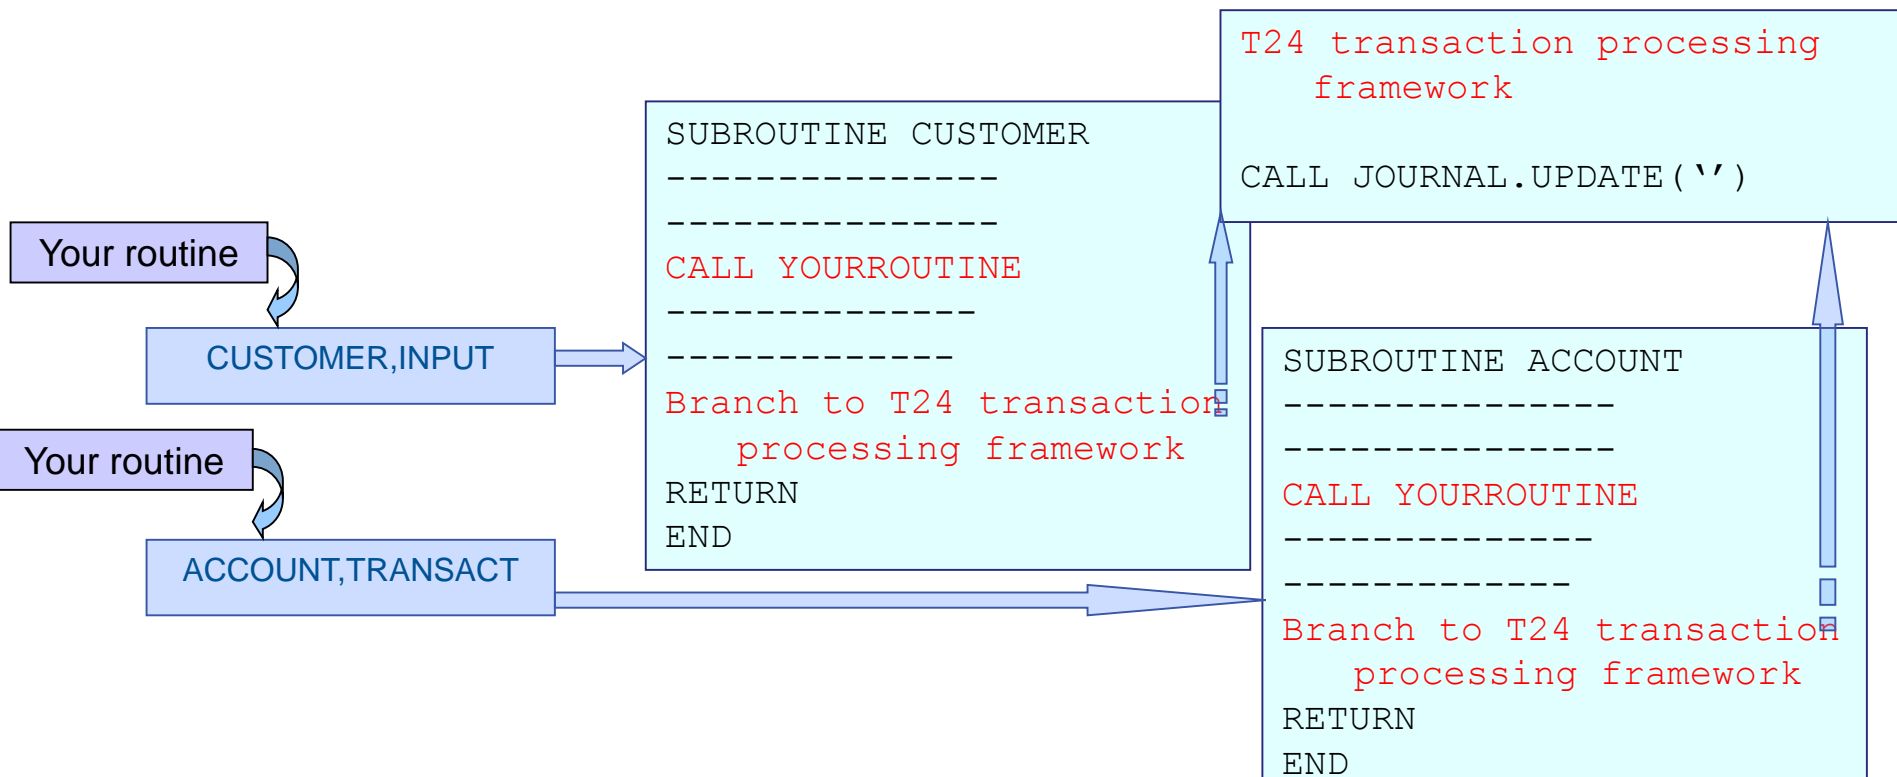 T24 transaction processing
framework
CALL JOURNAL.UPDATE(‘’)
SUBROUTINE CUSTOMER
---------------
---------------
CALL YOURROUTINE
--------------
-------------
Branch to T24 transaction
processing framework
RETURN
END
Your routine
CUSTOMER,INPUT
Your routine
ACCOUNT,TRANSACT
SUBROUTINE ACCOUNT
---------------
---------------
CALL YOURROUTINE
--------------
-------------
Branch to T24 transaction
processing framework
RETURN
END